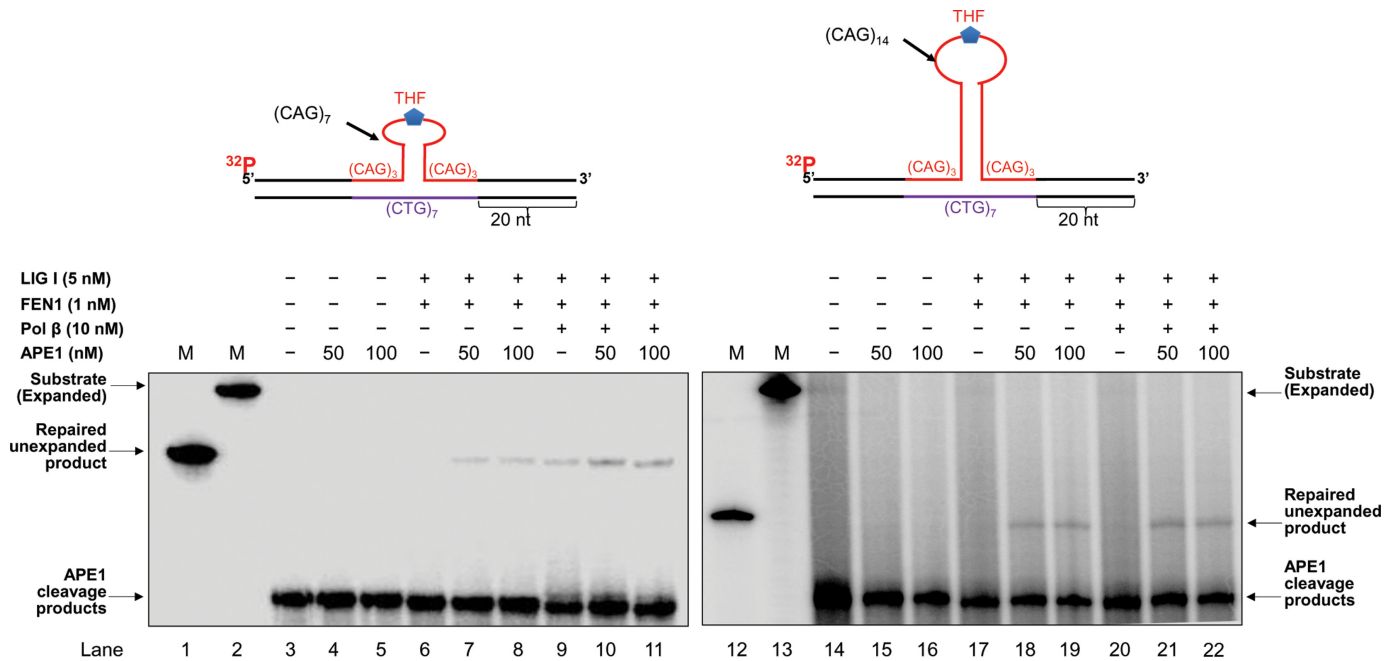 THF
(CAG)7
32P
5’
(CAG)3 (CAG)3
3’
(CTG)7
20 nt
THF
(CAG)14
32P
5’
(CAG)3 (CAG)3
3’
(CTG)7
20 nt
LIG I (5 nM) – – – + + + + + + – – – + + + + + +
FEN1 (1 nM) – – – + + + + + + – – – + + + + + +
Pol β (10 nM) – – – – – – + + + – – – – – – + + +
APE1 (nM) M M – 50 100 – 50 100 – 50 100 M M – 50 100 – 50 100 – 50 100
Substrate
(Expanded)
Repaired
unexpanded
product
APE1
cleavage
products
Substrate
(Expanded)
Repaired
unexpanded
product
APE1
cleavage
products
Lane 1 2 3 4 5 6 7 8 9 10 11 12 13 14 15 16 17 18 19 20 21 22